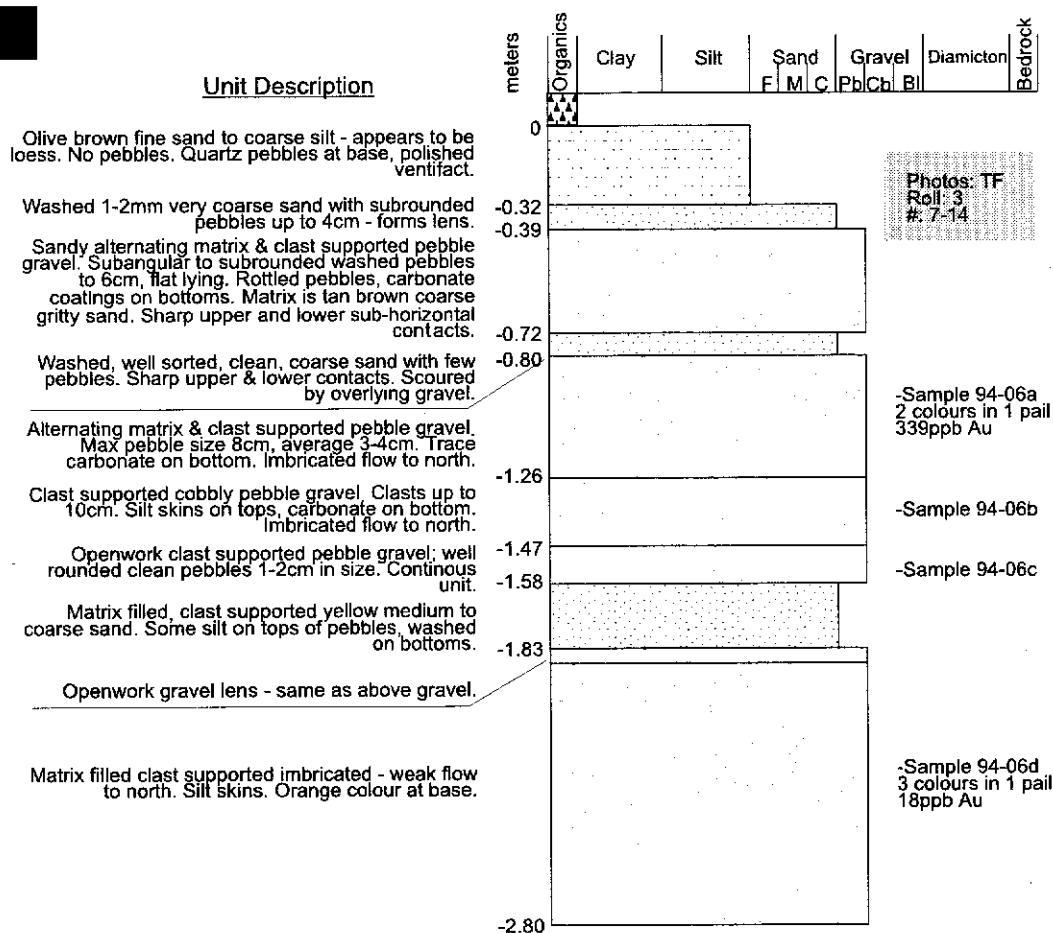 Unit Description
meters
Organics
Clay
Silt
Sand
F M C
Gravel
Pb Cb Bl
Diamicton
Bedrock
Olive brown fine sand to coarse silt - appears to be
loess. No pebbles. Quartz pebbles at base, polished
ventifact.
Washed 1-2mm very coarse sand with subrounded
pebbles up to 4cm - forms lens.
Sandy alternating matrix & clast supported pebble
gravel. Subangular to subrounded washed pebbles
to 6cm, flat lying. Rottled pebbles, carbonate
coatings on bottoms. Matrix is tan brown coarse
gritty sand. Sharp upper and lower sub-horizontal
contacts.
Washed, well sorted, clean, coarse sand with few
pebbles. Sharp upper & lower contacts. Scoured
by overlying gravel.
Alternating matrix & clast supported pebble gravel.
Max pebble size 8cm, average 3-4cm. Trace
carbonate on bottom. Imbricated flow to north.
Clast supported cobbly pebble gravel. Clasts up to
10cm. Silt skins on tops, carbonate on bottom.
Imbricated flow to north.
Openwork clast supported pebble gravel; well
rounded clean pebbles 1-2cm in size. Continous
unit.
Matrix filled, clast supported yellow medium to
coarse sand. Some silt on tops of pebbles, washed
on bottoms.
Openwork gravel lens - same as above gravel.
Matrix filled clast supported imbricated - weak flow
to north. Silt skins. Orange colour at base.
0
-0.32
-0.39
-0.72
-0.80
-1.26
-1.47
-1.58
-1.83
-2.80
Photos: TF
Roll: 3
#: 7-14
-Sample 94-06a
2 colours in 1 pail
339ppb Au
-Sample 94-06b
-Sample 94-06c
-Sample 94-06d
3 colours in 1 pail
18ppb Au